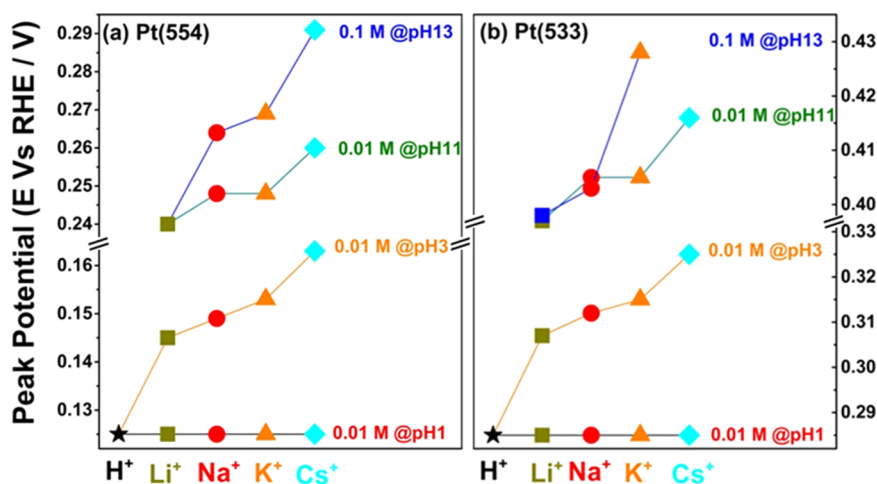 Peak Potential (E Vs RHE / V)
(a) Pt(554)
0.29
0.28
0.27
0.26
0.25
0.24
0.16
0.15
0.14
0.13
0.1 M @pH13
0.01 M @pH11
0.01 M @pH3
0.01 M @pH1
H⁺ Li⁺ Na⁺ K⁺ Cs⁺
(b) Pt(533)
0.1 M @pH13
0.01 M @pH11
0.01 M @pH3
0.01 M @pH1
0.43
0.42
0.41
0.40
0.33
0.32
0.31
0.30
0.29
H⁺ Li⁺ Na⁺ K⁺ Cs⁺